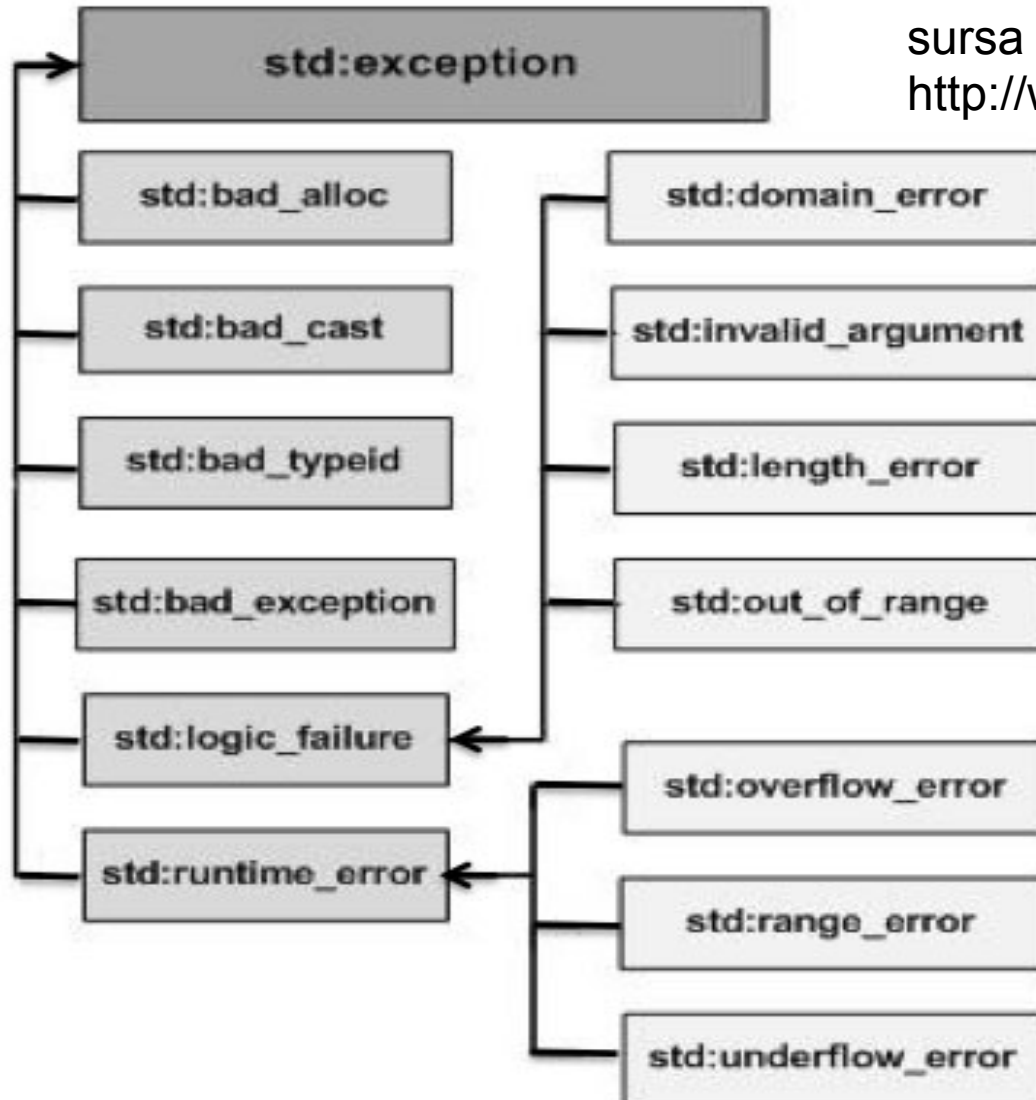 std:exception
sursa
std:bad_alloc
std:bad_cast
std:bad_typeid
std:bad_exception
std:logic_failure
std:runtime_error
std:domain_error
std:invalid_argument
std:length_error
std:out_of_range
std:overflow_error
std:range_error
std:underflow_error